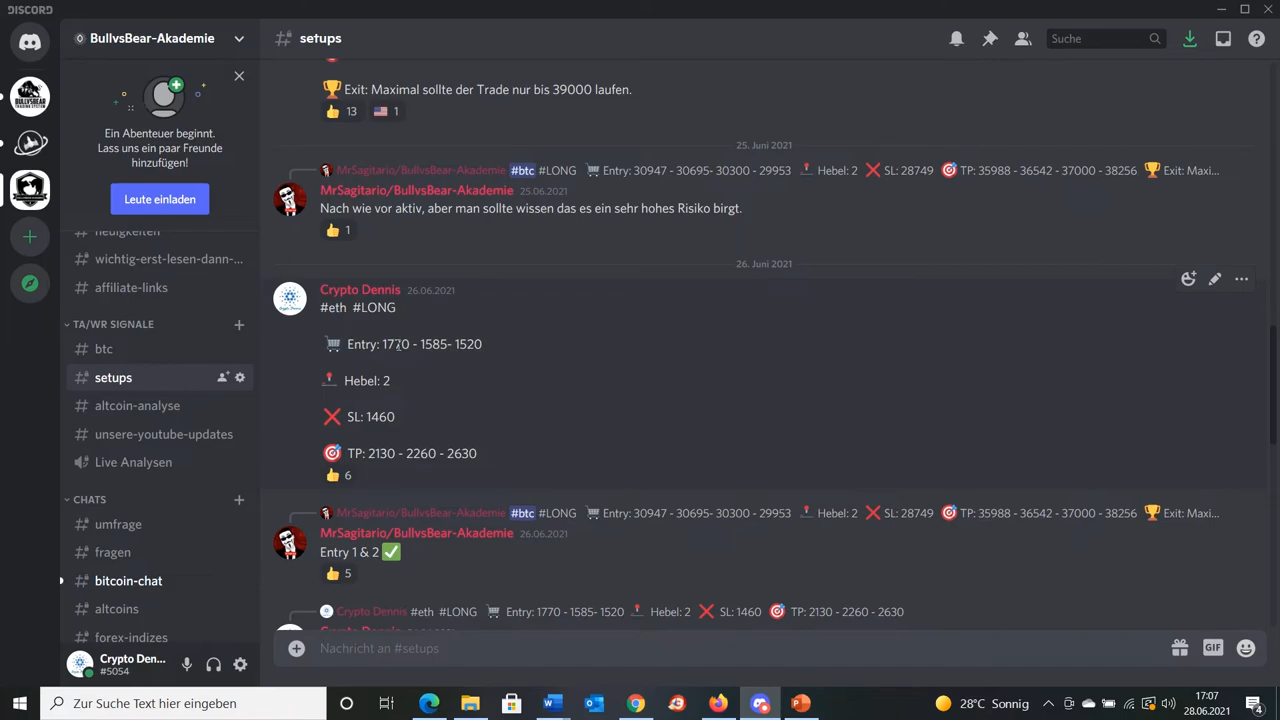 DISCORD
BullvsBear-Akademie
setups
Suche
Ein Abenteuer beginnt.
Lass uns ein paar Freunde
hinzufügen!
Leute einladen
neuigkeiten
wichtig-erst-lesen-dann-...
affiliate-links
TA/WR SIGNALE
btc
setups
altcoin-analyse
unsere-youtube-updates
Live Analysen
CHATS
umfrage
fragen
bitcoin-chat
altcoins
forex-indizes
Crypto Den...
#5054
Exit: Maximal sollte der Trade nur bis 39000 laufen.
13 1
25. Juni 2021
MrSagitario/BullvsBear-Akademie #btc #LONG Entry: 30947 - 30695- 30300 - 29953 Hebel: 2 SL: 28749 TP: 35988 - 36542 - 37000 - 38256 Exit: Maxi...
MrSagitario/BullvsBear-Akademie 25.06.2021
Nach wie vor aktiv, aber man sollte wissen das es ein sehr hohes Risiko birgt.
1
26. Juni 2021
Crypto Dennis 26.06.2021
#eth #LONG
Entry: 1770 - 1585- 1520
Hebel: 2
SL: 1460
TP: 2130 - 2260 - 2630
6
MrSagitario/BullvsBear-Akademie #btc #LONG Entry: 30947 - 30695- 30300 - 29953 Hebel: 2 SL: 28749 TP: 35988 - 36542 - 37000 - 38256 Exit: Maxi...
MrSagitario/BullvsBear-Akademie 26.06.2021
Entry 1 & 2
5
Crypto Dennis #eth #LONG Entry: 1770 - 1585- 1520 Hebel: 2 SL: 1460 TP: 2130 - 2260 - 2630
Crypto Dennis
Nachricht an #setups
GIF
Zur Suche Text hier eingeben
28°C Sonnig
17:07
28.06.2021
4